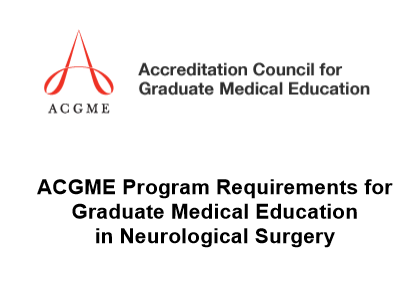 Accreditation Council for
Graduate Medical Education
ACGME
ACGME Program Requirements for
Graduate Medical Education
in Neurological Surgery